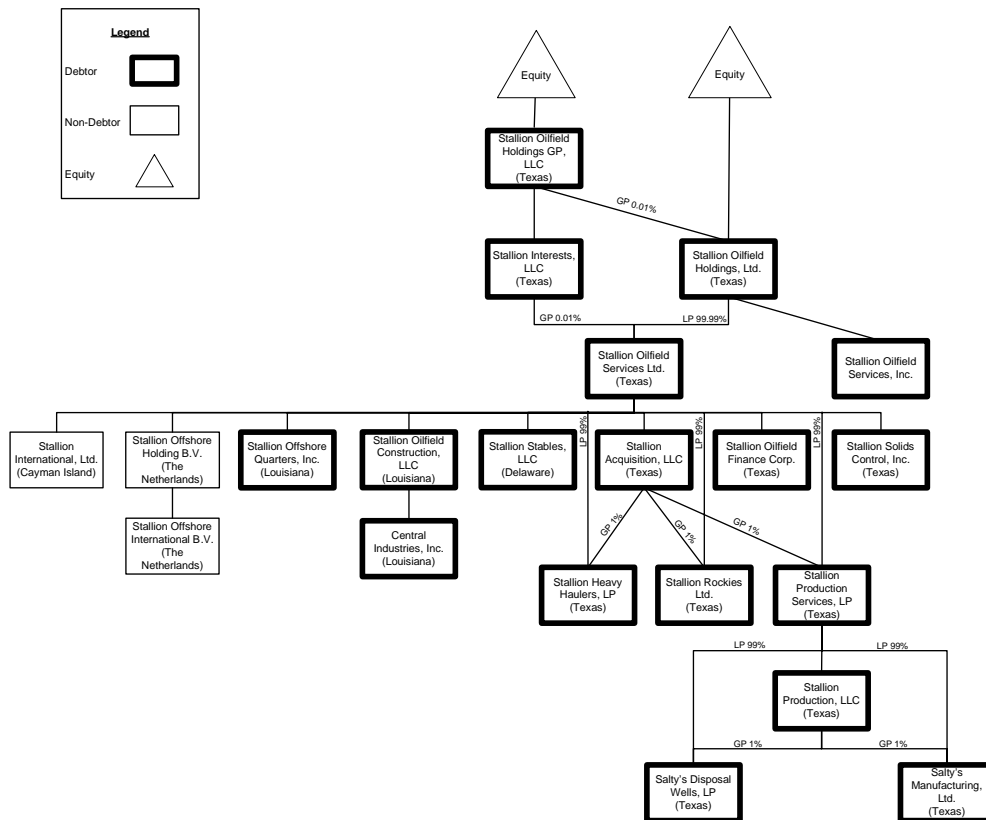 Legend
Debtor
Non-Debtor
Equity
Equity
Equity
Stallion Oilfield
Holdings GP,
LLC
(Texas)
GP 0.01%
Stallion Interests,
LLC
(Texas)
Stallion Oilfield
Holdings, Ltd.
(Texas)
GP 0.01%
LP 99.99%
Stallion Oilfield
Services Ltd.
(Texas)
Stallion Oilfield
Services, Inc.
Stallion
International, Ltd.
(Cayman Island)
Stallion Offshore
Holding B.V.
(The
Netherlands)
Stallion Offshore
Quarters, Inc.
(Louisiana)
Stallion Oilfield
Construction,
LLC
(Louisiana)
Stallion Stables,
LLC
(Delaware)
LP 99%
Stallion
Acquisition, LLC
(Texas)
LP 99%
Stallion Oilfield
Finance Corp.
(Texas)
LP 99%
Stallion Solids
Control, Inc.
(Texas)
Stallion Offshore
International B.V.
(The
Netherlands)
Central
Industries, Inc.
(Louisiana)
GP 1%
GP 1%
GP 1%
Stallion Heavy
Haulers, LP
(Texas)
Stallion Rockies
Ltd.
(Texas)
Stallion
Production
Services, LP
(Texas)
LP 99%
LP 99%
Stallion
Production, LLC
(Texas)
GP 1%
GP 1%
Salty's Disposal
Wells, LP
(Texas)
Salty's
Manufacturing,
Ltd.
(Texas)